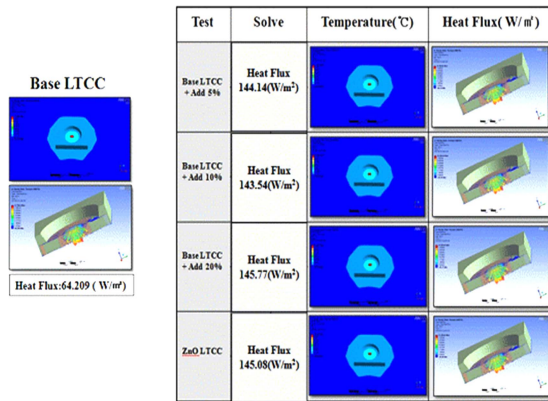 Base LTCC
Heat Flux:64.209 ( W/㎡)
Test
Solve
Temperature(℃)
Heat Flux( W/㎡)
Base LTCC
+ Add 5%
Heat Flux
144.14(W/m²)
Base LTCC
+ Add 10%
Heat Flux
143.54(W/m²)
Base LTCC
+ Add 20%
Heat Flux
145.77(W/m²)
ZnO LTCC
Heat Flux
145.08(W/m²)